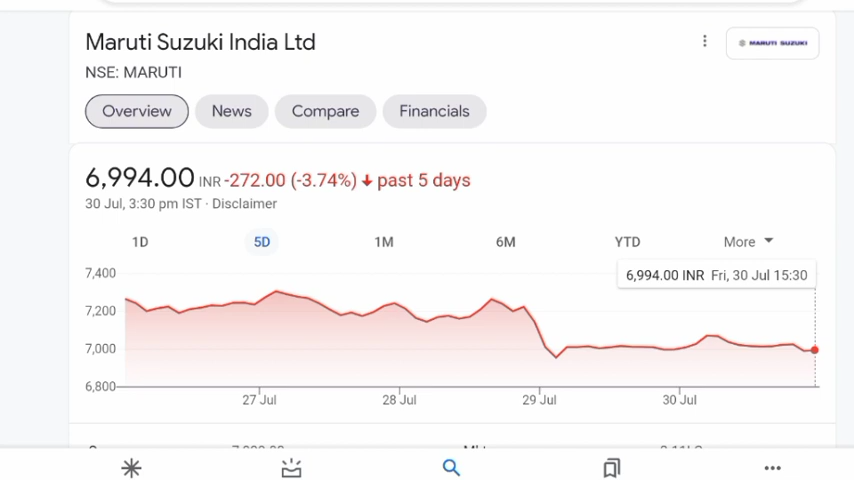 Maruti Suzuki India Ltd
MARUTI SUZUKI
NSE: MARUTI
Overview News Compare Financials
6,994.00 INR -272.00 (-3.74%) ↓ past 5 days
30 Jul, 3:30 pm IST · Disclaimer
1D 5D 1M 6M YTD More
6,994.00 INR Fri, 30 Jul 15:30
7,400
7,200
7,000
6,800
27 Jul 28 Jul 29 Jul 30 Jul